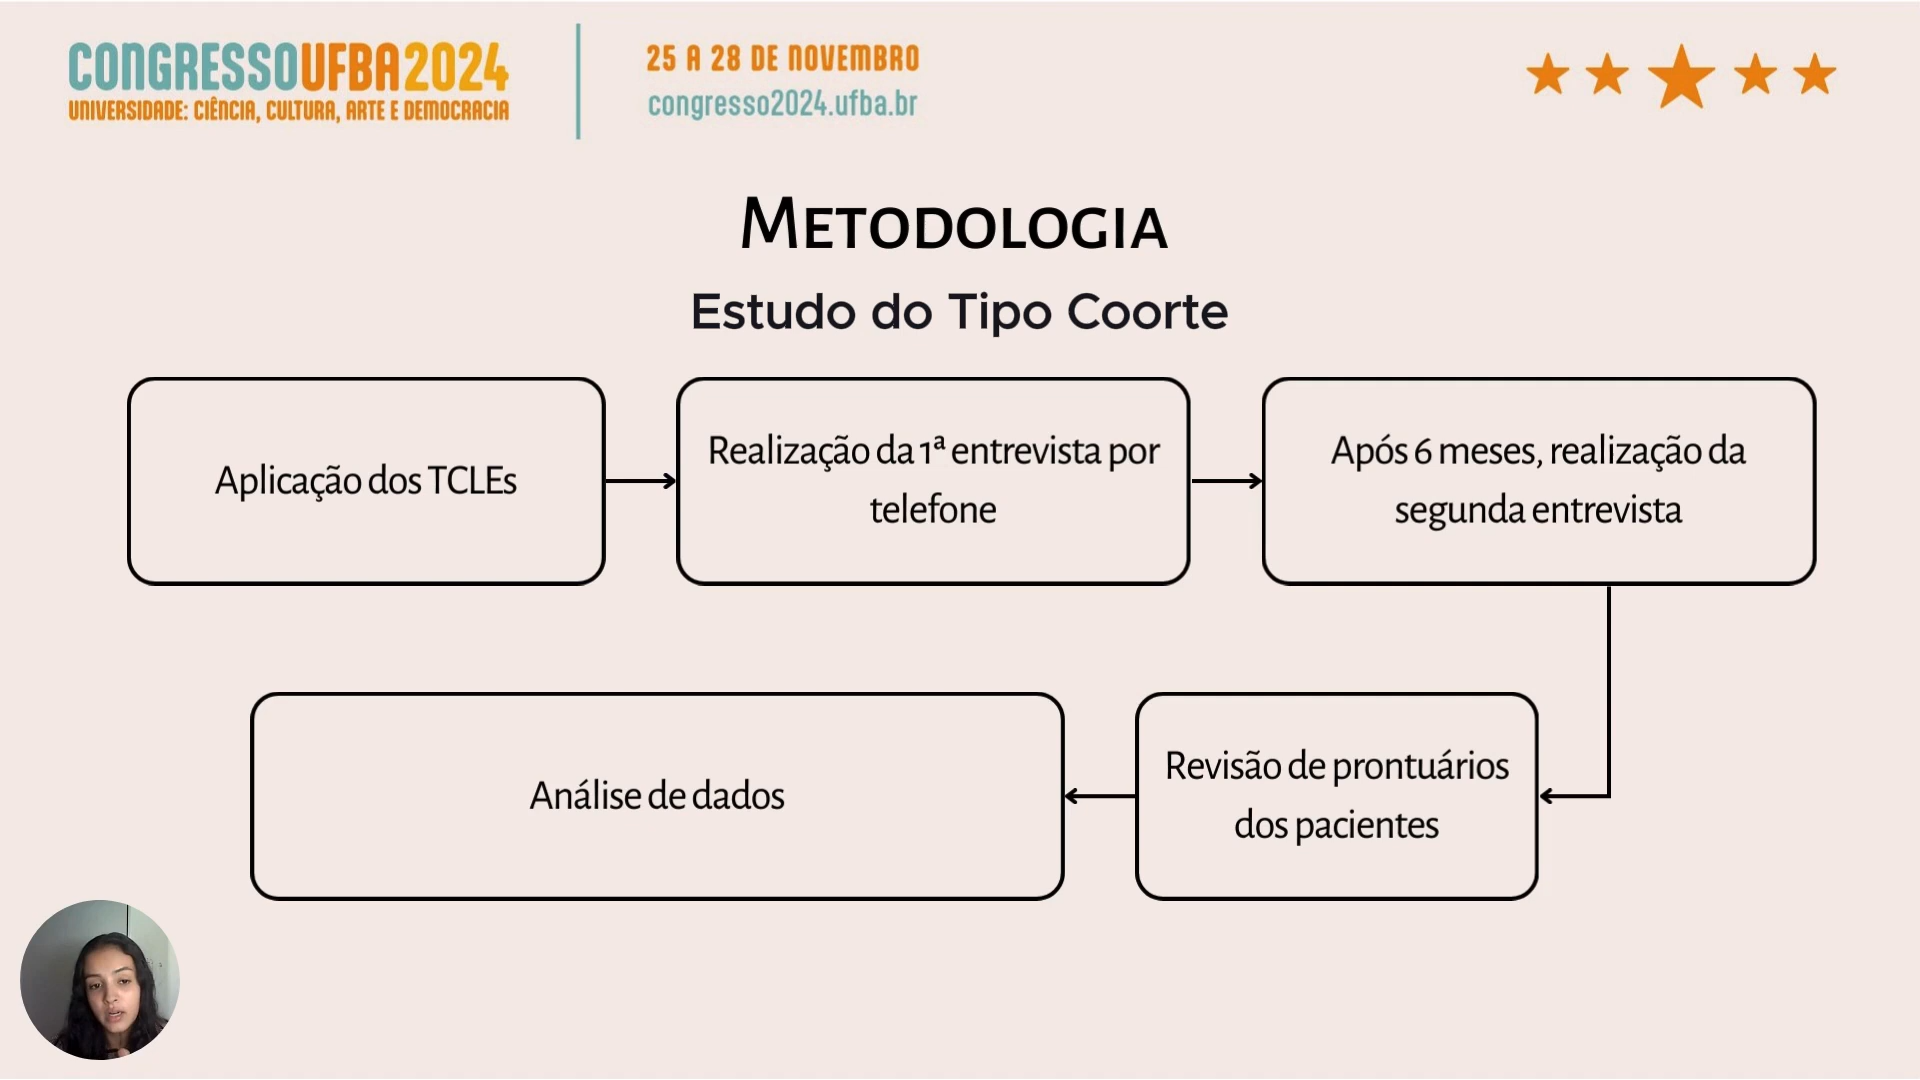 CONGRESSOUFBA2024
UNIVERSIDADE: CIÊNCIA, CULTURA, ARTE E DEMOCRACIA
25 A 28 DE NOVEMBRO
congresso2024.ufba.br
METODOLOGIA
Estudo do Tipo Coorte
Aplicação dos TCLEs
Realização da 1ª entrevista por
telefone
Após 6 meses, realização da
segunda entrevista
Análise de dados
Revisão de prontuários
dos pacientes